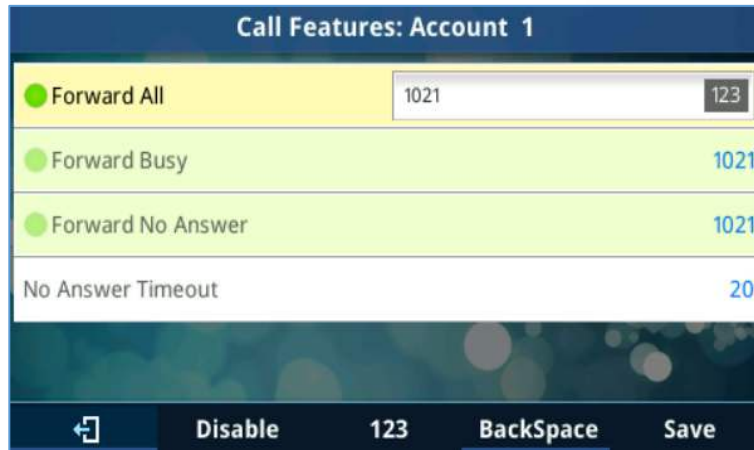 Call Features: Account 1
Forward All 1021 123
Forward Busy 1021
Forward No Answer 1021
No Answer Timeout 20
Disable 123 BackSpace Save